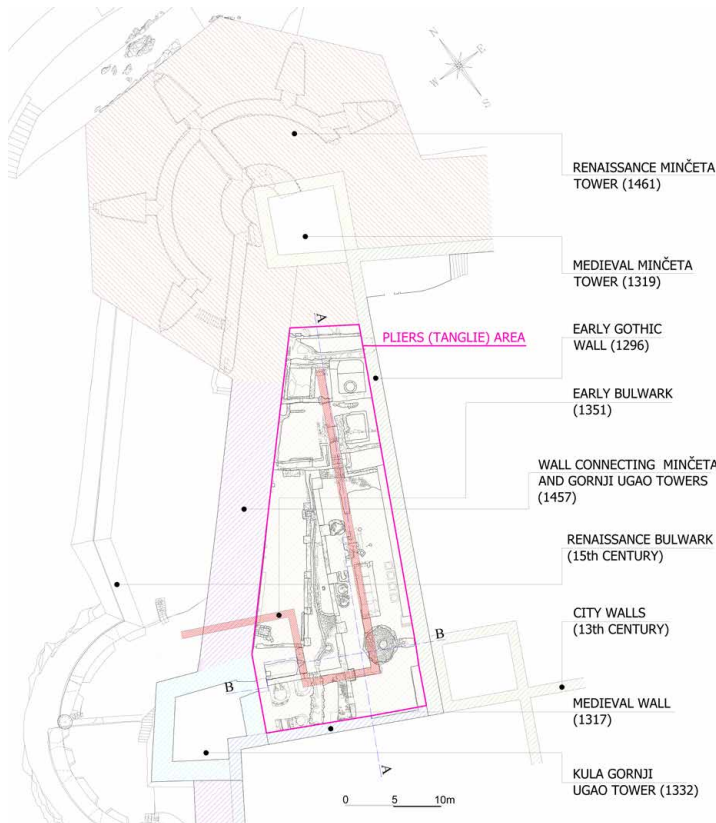 N
E
W
S
RENAISSANCE MINČETA
TOWER (1461)
MEDIEVAL MINČETA
TOWER (1319)
A
PLIERS (TANGLIE) AREA
EARLY GOTHIC
WALL (1296)
EARLY BULWARK
(1351)
WALL CONNECTING MINČETA
AND GORNJI UGAO TOWERS
(1457)
RENAISSANCE BULWARK
(15th CENTURY)
CITY WALLS
(13th CENTURY)
B
B
MEDIEVAL WALL
(1317)
A
KULA GORNJI
UGAO TOWER (1332)
0 5 10m